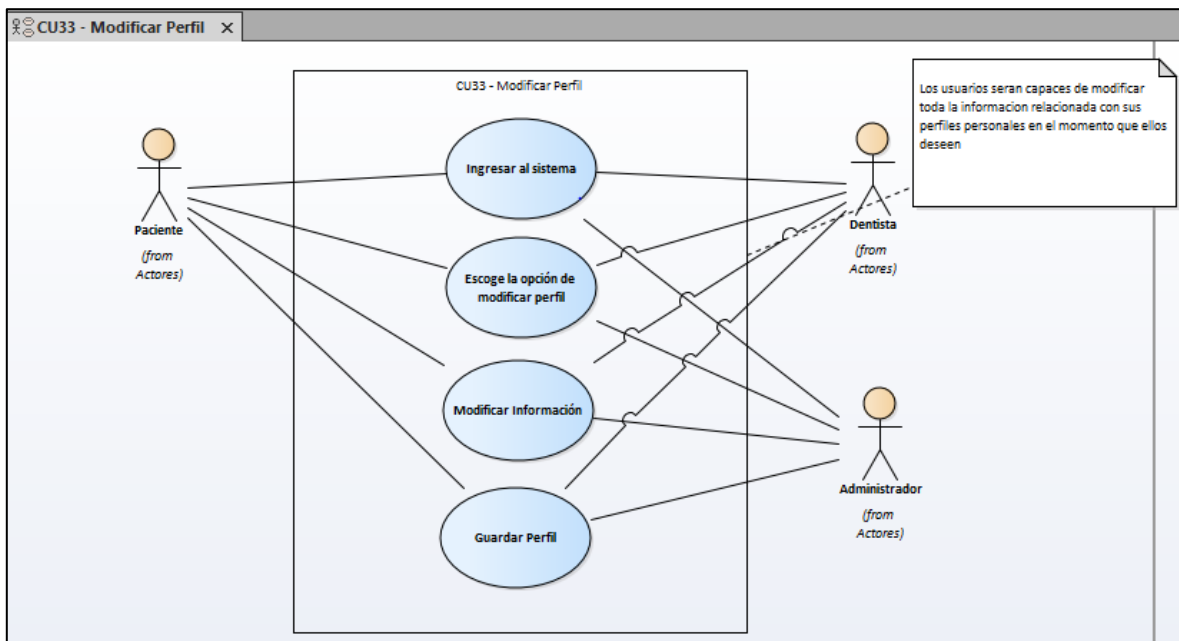 CU33 - Modificar Perfil X
CU33 - Modificar Perfil
Los usuarios seran capaces de modificar
toda la informacion relacionada con sus
perfiles personales en el momento que ellos
deseen
Ingresar al sistema
Paciente
(from
Actores)
Dentista
(from
Actores)
Escoge la opción de
modificar perfil
Modificar Información
Administrador
(from
Actores)
Guardar Perfil